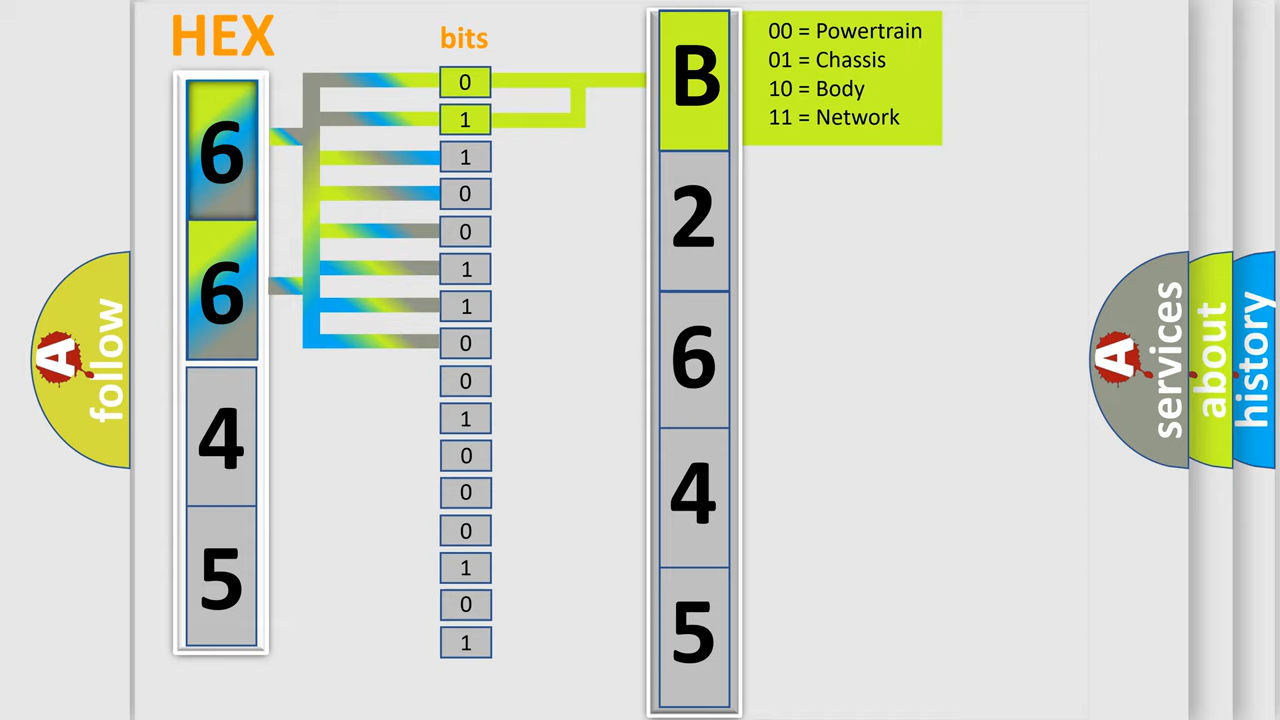 HEX
bits
6
6
4
5
0
1
1
0
0
1
1
0
0
1
0
0
0
1
0
1
B
2
6
4
5
00 = Powertrain
01 = Chassis
10 = Body
11 = Network
A
follow
A
services
about
history